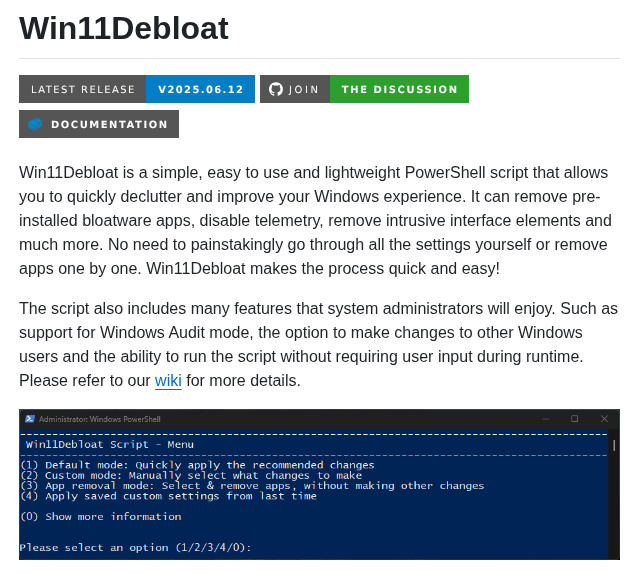 Win11Debloat
LATEST RELEASE V2025.06.12 JOIN THE DISCUSSION
DOCUMENTATION
Win11Debloat is a simple, easy to use and lightweight PowerShell script that allows
you to quickly declutter and improve your Windows experience. It can remove pre-
installed bloatware apps, disable telemetry, remove intrusive interface elements and
much more. No need to painstakingly go through all the settings yourself or remove
apps one by one. Win11Debloat makes the process quick and easy!
The script also includes many features that system administrators will enjoy. Such as
support for Windows Audit mode, the option to make changes to other Windows
users and the ability to run the script without requiring user input during runtime.
Please refer to our wiki for more details.
Administrator: Windows PowerShell
Win11Debloat Script - Menu
(1) Default mode: Quickly apply the recommended changes
(2) Custom mode: Manually select what changes to make
(3) App removal mode: Select & remove apps, without making other changes
(4) Apply saved custom settings from last time
(0) Show more information
Please select an option (1/2/3/4/0):